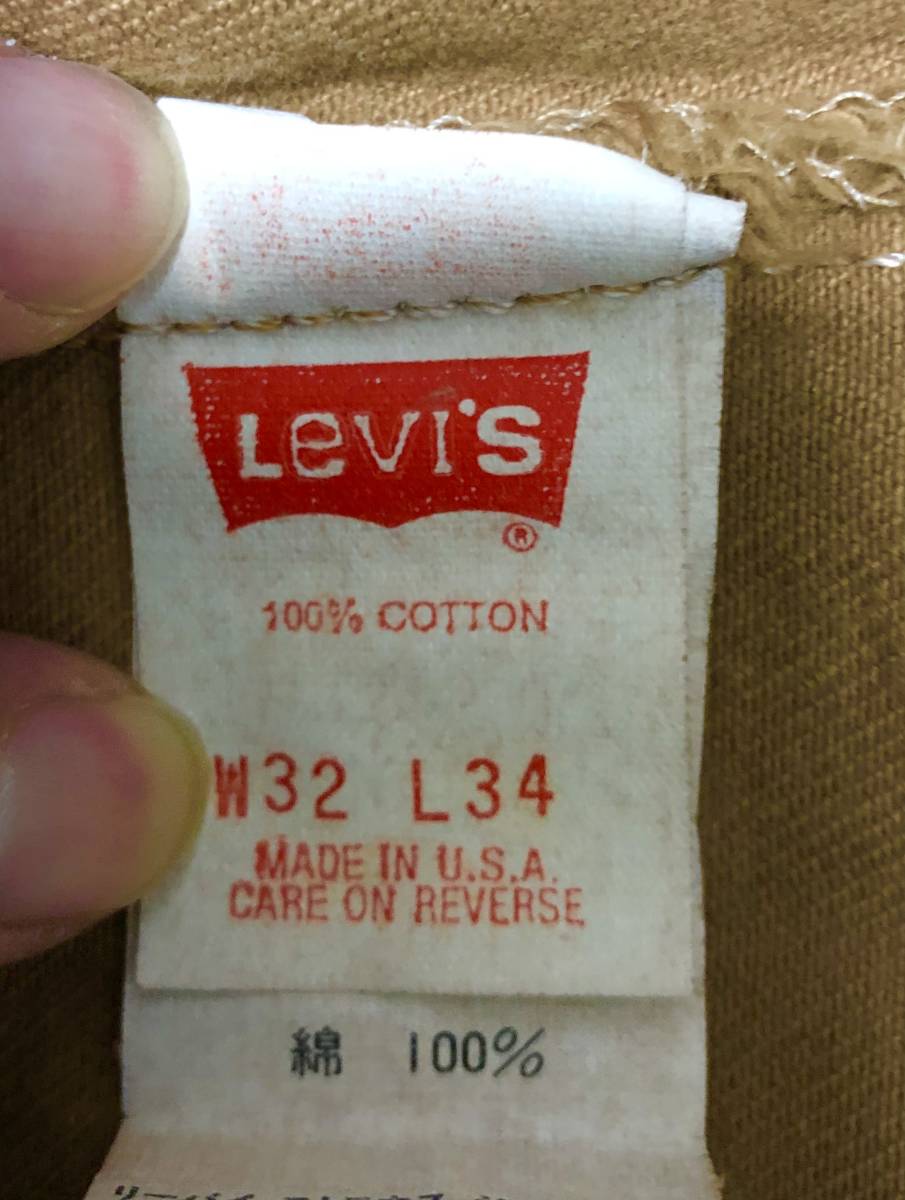 Levi's
®
100% COTTON
W32 L34
MADE IN U.S.A.
CARE ON REVERSE
綿 100%